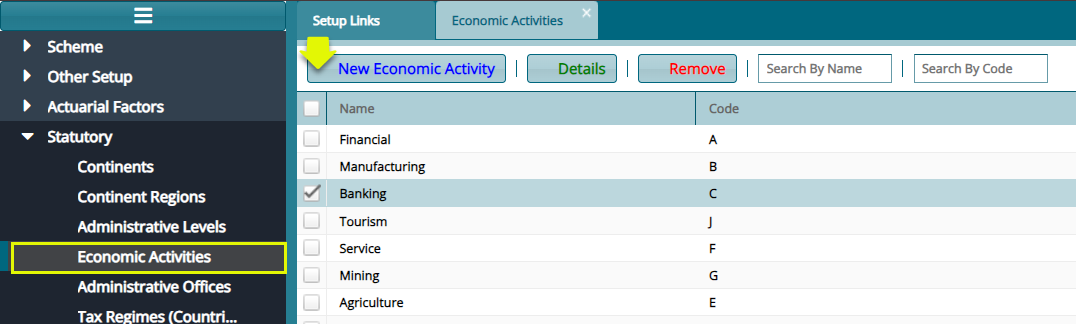 Scheme
Other Setup
Actuarial Factors
Statutory
Continents
Continent Regions
Administrative Levels
Economic Activities
Administrative Offices
Tax Regimes (Countri...
Setup Links
Economic Activities
New Economic Activity
Details
Remove
Search By Name
Search By Code
Name Code
Financial A
Manufacturing B
Banking C
Tourism J
Service F
Mining G
Agriculture E